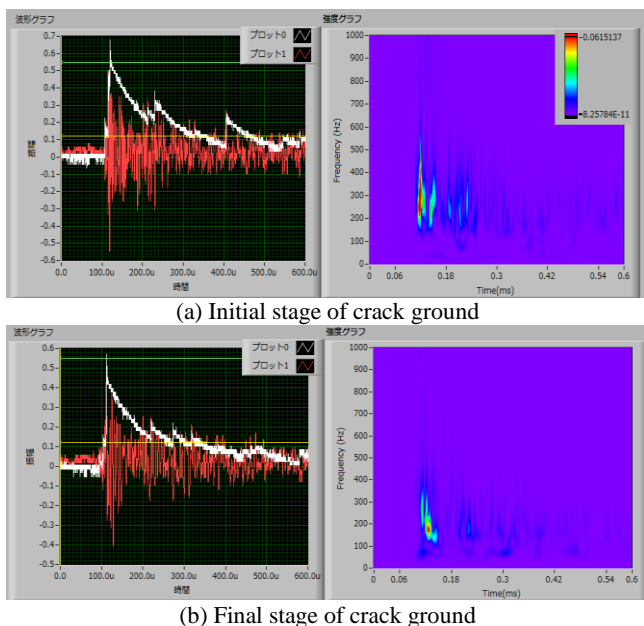 波形グラフ
プロット0
プロット1
0.7
0.6
0.5
0.4
0.3
0.2
0.1
0
-0.1
-0.2
-0.3
-0.4
-0.5
-0.6
振幅
0.0 100.0u 200.0u 300.0u 400.0u 500.0u 600.0u
時間
強度グラフ
1000
900
800
700
600
500
400
300
200
100
0
Frequency (Hz)
0 0.06 0.18 0.3 0.42 0.54 0.6
Time(ms)
0.0615137
8.25784E-11
(a) Initial stage of crack ground
波形グラフ
プロット0
プロット1
0.6
0.5
0.4
0.3
0.2
0.1
0
-0.1
-0.2
-0.3
-0.4
-0.5
振幅
0.0 100.0u 200.0u 300.0u 400.0u 500.0u 600.0u
時間
強度グラフ
1000
900
800
700
600
500
400
300
200
100
0
Frequency (Hz)
0 0.06 0.18 0.3 0.42 0.54 0.6
Time(ms)
(b) Final stage of crack ground